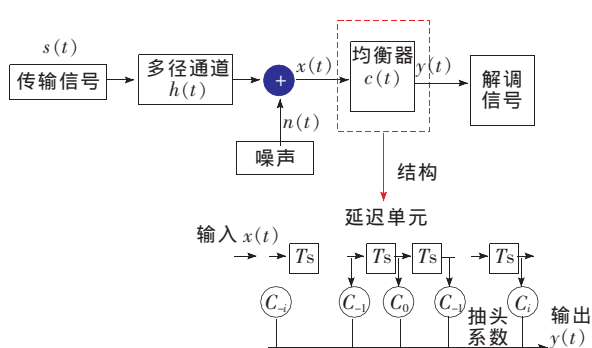 s(t)
传输信号
多径通道
h(t)
+
x(t)
均衡器
c(t)
y(t)
解调
信号
n(t)
噪声
结构
延迟单元
输入 x(t)
Ts
Ts
Ts
Ts
C₋ᵢ
C₋₁
C₀
C₋₁
Cᵢ
抽头
系数
输出
y(t)